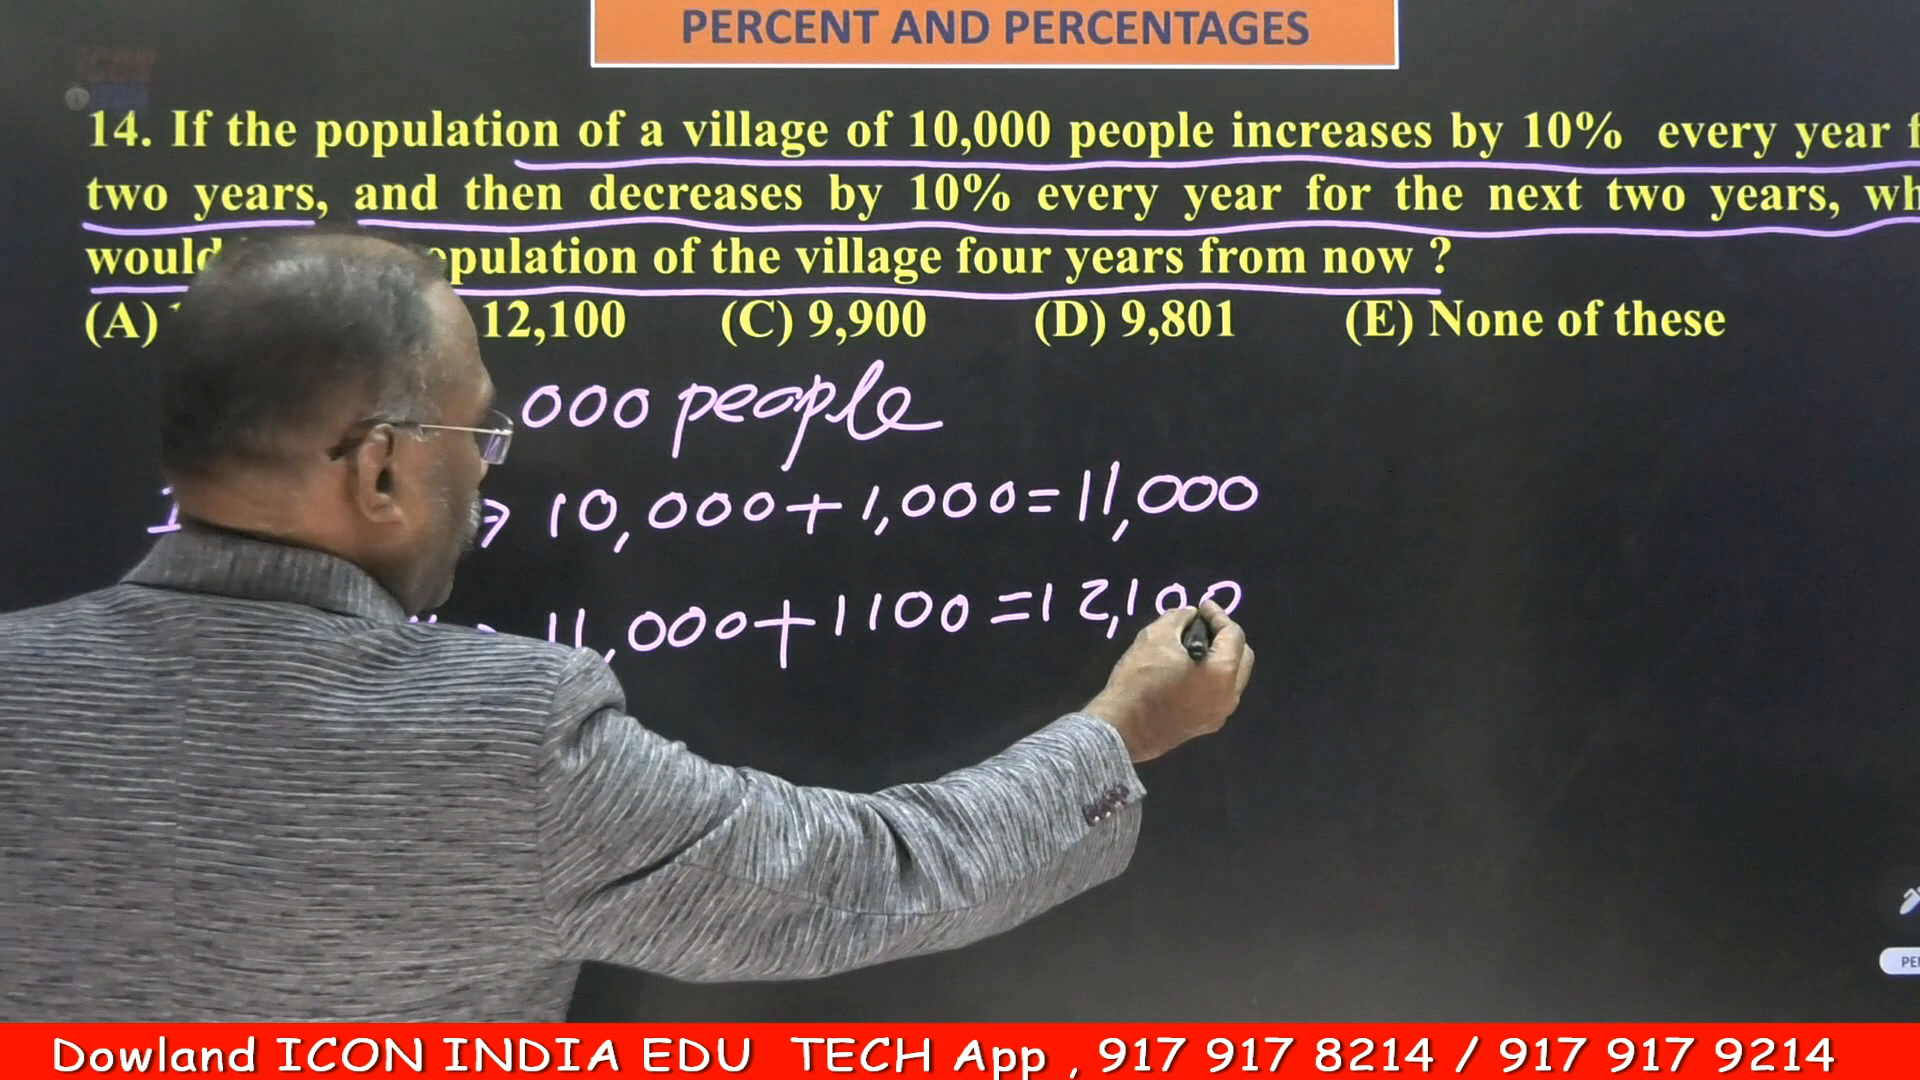 PERCENT AND PERCENTAGES
14. If the population of a village of 10,000 people increases by 10% every year f
two years, and then decreases by 10% every year for the next two years, wh
would opulation of the village four years from now ?
(A) 12,100 (C) 9,900 (D) 9,801 (E) None of these
000 people
→ 10,000+1,000=11,000
11,000+1100=12,100
Dowland ICON INDIA EDU TECH App , 917 917 8214 / 917 917 9214